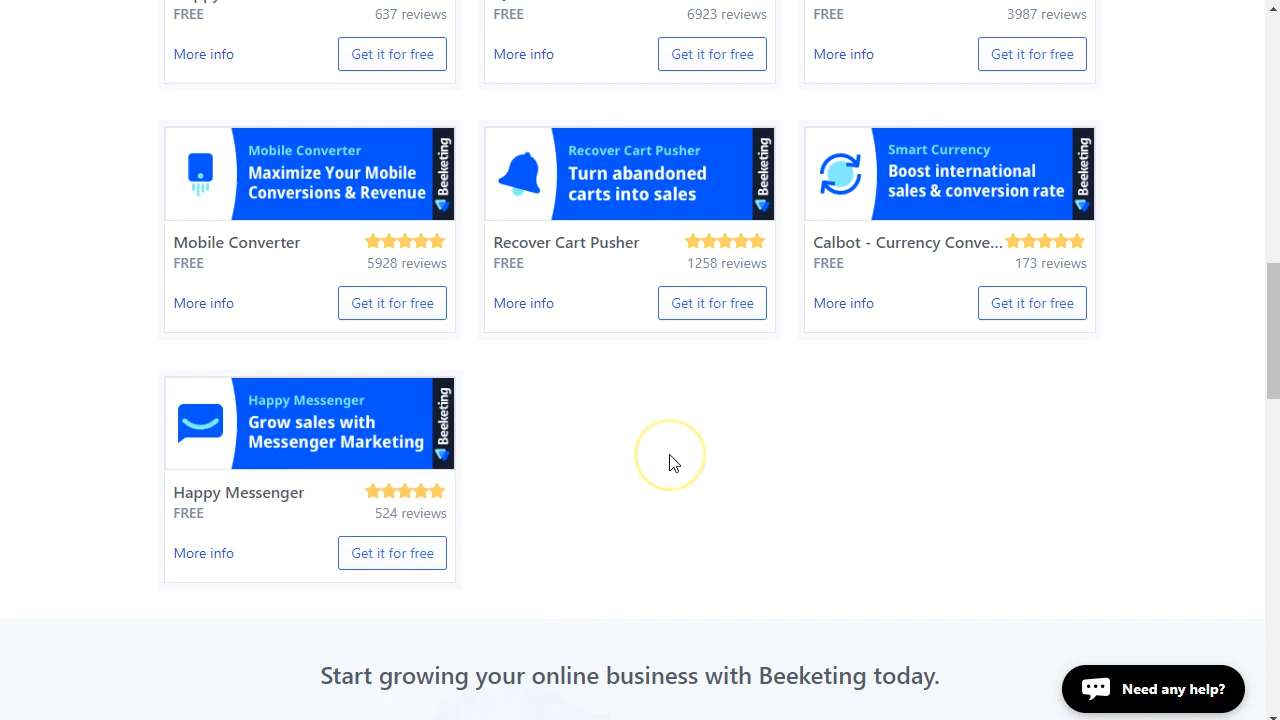 FREE 637 reviews
More info Get it for free
FREE 6923 reviews
More info Get it for free
FREE 3987 reviews
More info Get it for free
Mobile Converter
Maximize Your Mobile
Conversions & Revenue
Beeketing
Mobile Converter
FREE 5928 reviews
More info Get it for free
Recover Cart Pusher
Turn abandoned
carts into sales
Beeketing
Recover Cart Pusher
FREE 1258 reviews
More info Get it for free
Smart Currency
Boost international
sales & conversion rate
Beeketing
Calbot - Currency Conve...
FREE 173 reviews
More info Get it for free
Happy Messenger
Grow sales with
Messenger Marketing
Beeketing
Happy Messenger
FREE 524 reviews
More info Get it for free
Start growing your online business with Beeketing today.
Need any help?